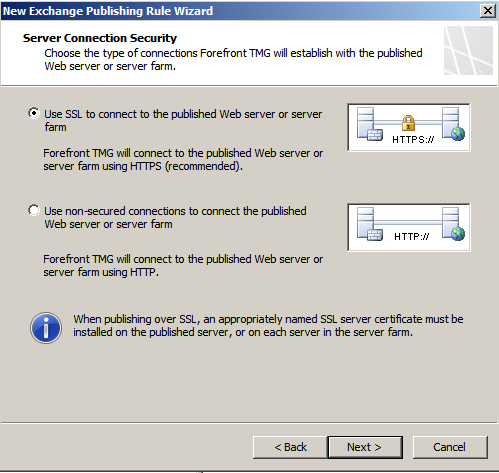 New Exchange Publishing Rule Wizard
Server Connection Security
Choose the type of connections Forefront TMG will establish with the published
Web server or server farm.
Use SSL to connect to the published Web server or server
farm
HTTPS://
Forefront TMG will connect to the published Web server or
server farm using HTTPS (recommended).
Use non-secured connections to connect the published
Web server or server farm
HTTP://
Forefront TMG will connect to the published Web server or
server farm using HTTP.
When publishing over SSL, an appropriately named SSL server certificate must be
installed on the published server, or on each server in the server farm.
< Back
Next >
Cancel